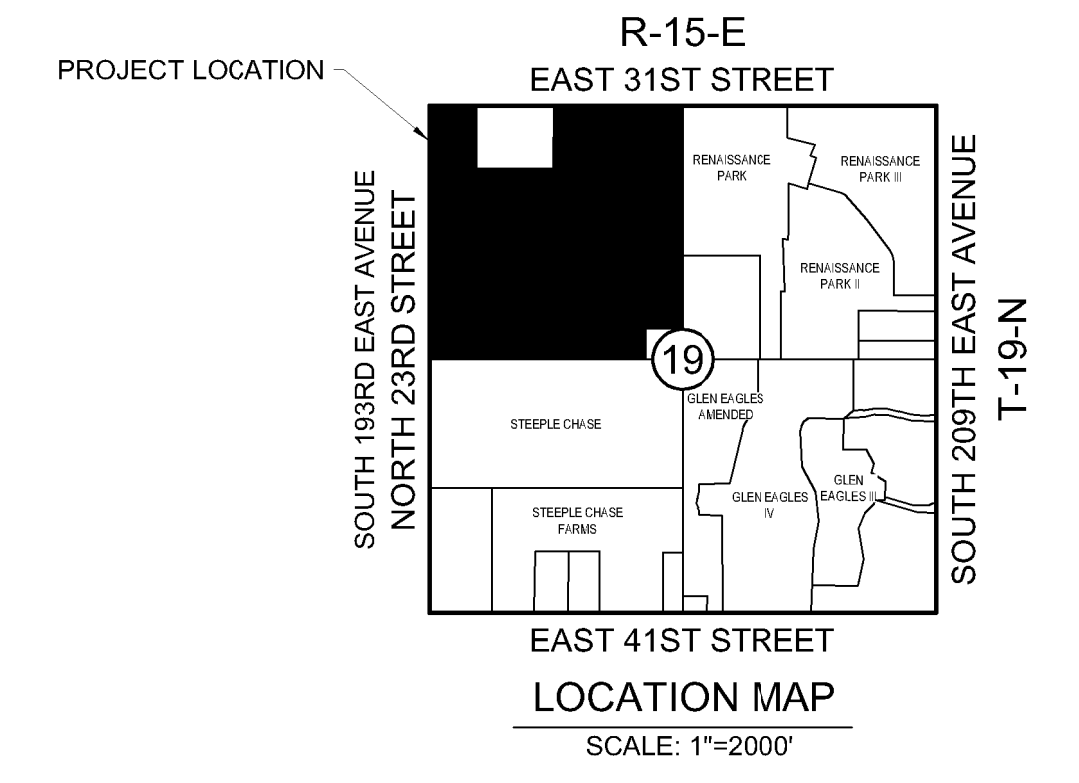 R-15-E
EAST 31ST STREET
PROJECT LOCATION
SOUTH 193RD EAST AVENUE
NORTH 23RD STREET
RENAISSANCE
PARK
RENAISSANCE
PARK III
RENAISSANCE
PARK II
SOUTH 209TH EAST AVENUE
T-19-N
19
STEEPLE CHASE
GLEN EAGLES
AMENDED
STEEPLE CHASE
FARMS
GLEN EAGLES
IV
GLEN
EAGLES III
EAST 41ST STREET
LOCATION MAP
SCALE: 1"=2000'